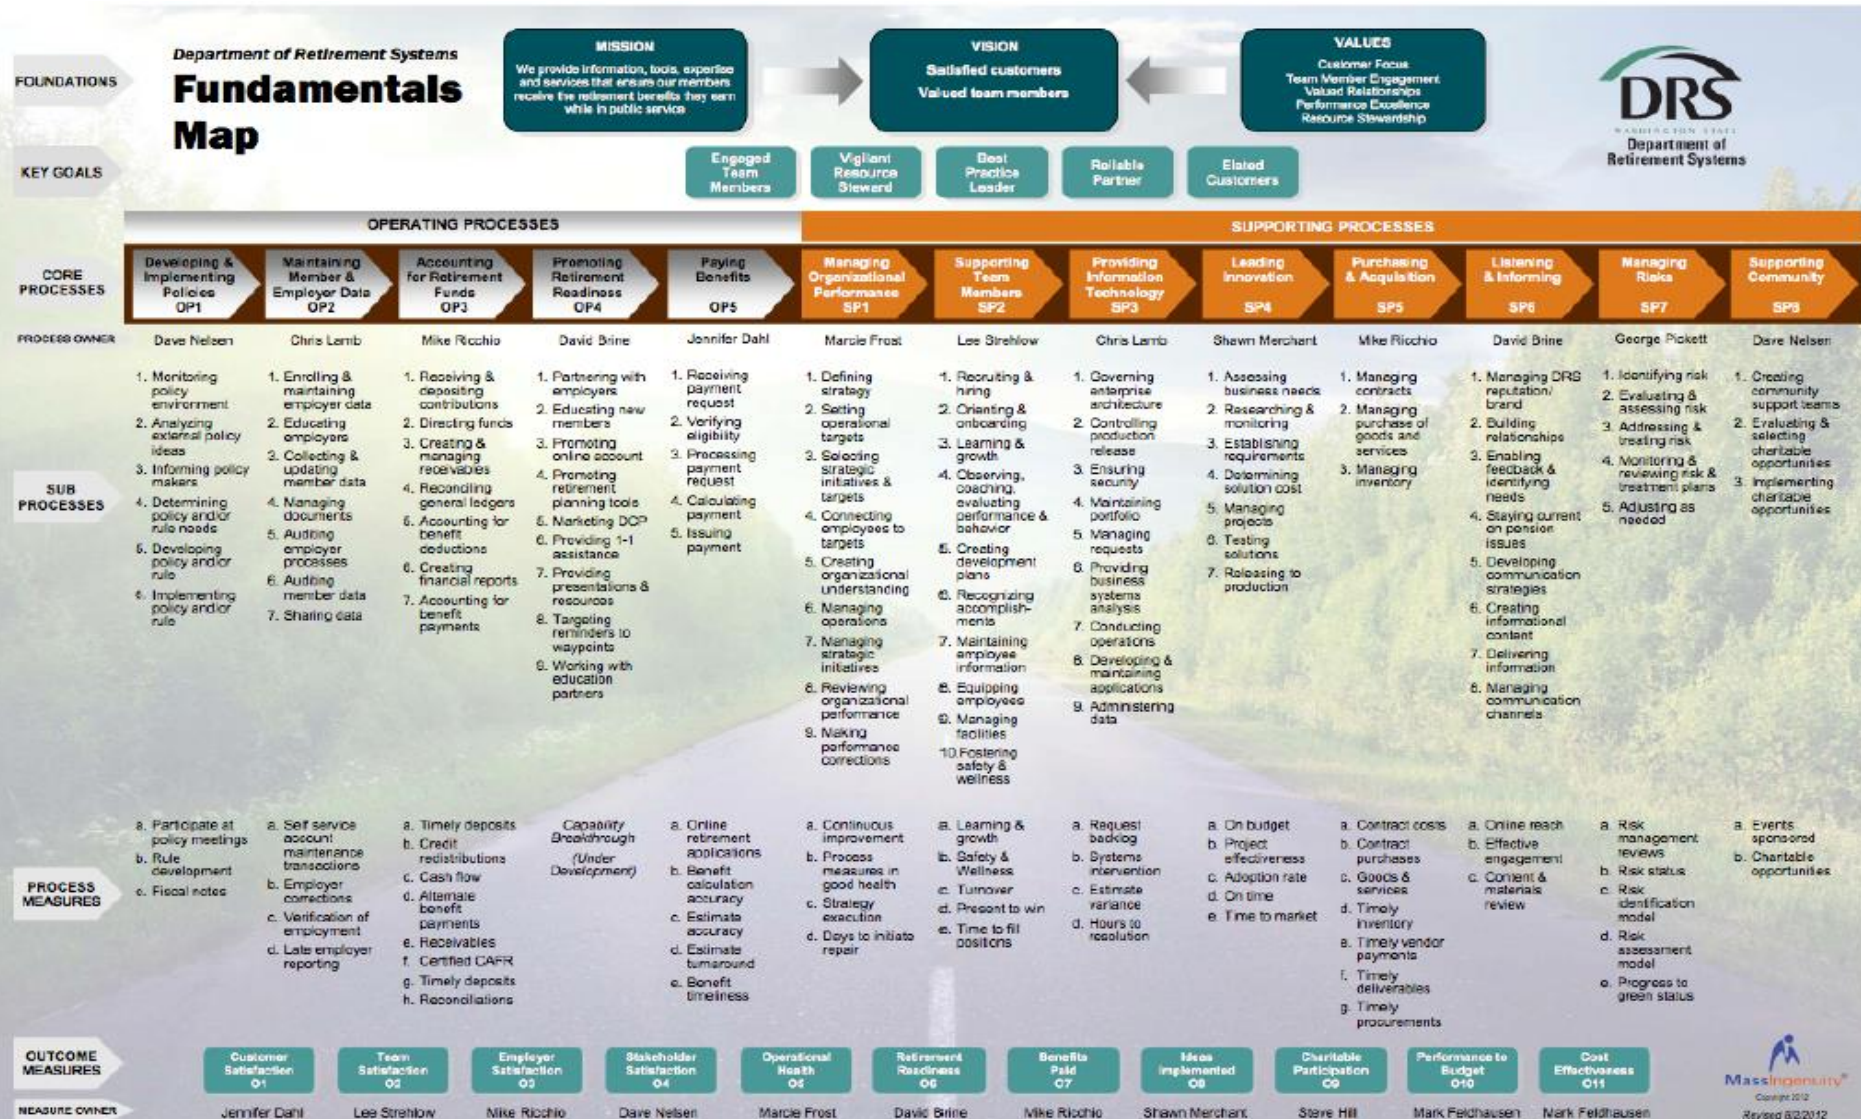 FOUNDATIONS
Department of Retirement Systems
Fundamentals
Map
MISSION
We provide information, tools, expertise
and services that ensure our members
receive the retirement benefits they earn
while in public service
VISION
Satisfied customers
Valued team members
VALUES
Customer Focus
Team Member Engagement
Valued Relationships
Performance Excellence
Resource Stewardship
DRS
WASHINGTON STATE
Department of
Retirement Systems
KEY GOALS
Engaged
Team
Members
Vigilant
Resource
Steward
Best
Practice
Leader
Reliable
Partner
Elated
Customers
OPERATING PROCESSES
SUPPORTING PROCESSES
CORE
PROCESSES
Developing &
Implementing
Policies
OP1
Maintaining
Member &
Employer Data
OP2
Accounting
for Retirement
Funds
OP3
Promoting
Retirement
Readiness
OP4
Paying
Benefits
OP5
Managing
Organizational
Performance
SP1
Supporting
Team
Members
SP2
Providing
Information
Technology
SP3
Leading
Innovation
SP4
Purchasing
& Acquisition
SP5
Listening
& Informing
SP6
Managing
Risks
SP7
Supporting
Community
SP8
PROCESS OWNER
Dave Nelsen
Chris Lamb
Mike Ricchio
David Brine
Jennifer Dahl
Marcie Frost
Lee Strehlow
Chris Lamb
Shawn Merchant
Mike Ricchio
David Brine
George Pickett
Dave Nelsen
SUB
PROCESSES
1. Monitoring
policy
environment
2. Analyzing
external policy
ideas
3. Informing policy
makers
4. Determining
policy and/or
rule needs
5. Developing
policy and/or
rule
6. Implementing
policy and/or
rule
1. Enrolling &
maintaining
employer data
2. Educating
employers
3. Collecting &
updating
member data
4. Managing
documents
5. Auditing
employer
processes
6. Auditing
member data
7. Sharing data
1. Receiving &
depositing
contributions
2. Directing funds
3. Creating &
managing
receivables
4. Reconciling
general ledgers
5. Accounting for
benefit
deductions
6. Creating
financial reports
7. Accounting for
benefit
payments
1. Partnering with
employers
2. Educating new
members
3. Promoting
online account
4. Promoting
retirement
planning tools
5. Marketing DCP
6. Providing 1-1
assistance
7. Providing
presentations &
resources
8. Targeting
reminders to
waypoints
9. Working with
education
partners
1. Receiving
payment
request
2. Verifying
eligibility
3. Processing
payment
request
4. Calculating
payment
5. Issuing
payment
1. Defining
strategy
2. Setting
operational
targets
3. Selecting
strategic
initiatives &
targets
4. Connecting
employees to
targets
5. Creating
organizational
understanding
6. Managing
operations
7. Managing
strategic
initiatives
8. Reviewing
organizational
performance
9. Making
performance
corrections
1. Recruiting &
hiring
2. Orienting &
onboarding
3. Learning &
growth
4. Observing,
coaching,
evaluating
performance &
behavior
5. Creating
development
plans
6. Recognizing
accomplish-
ments
7. Maintaining
employee
information
8. Equipping
employees
9. Managing
facilities
10.Fostering
safety &
wellness
1. Governing
enterprise
architecture
2. Controlling
production
release
3. Ensuring
security
4. Maintaining
portfolio
5. Managing
requests
6. Providing
business
systems
analysis
7. Conducting
operations
8. Developing &
maintaining
applications
9. Administering
data
1. Assessing
business needs
2. Researching &
monitoring
3. Establishing
requirements
4. Determining
solution cost
5. Managing
projects
6. Testing
solutions
7. Releasing to
production
1. Managing
contracts
2. Managing
purchase of
goods and
services
3. Managing
inventory
1. Managing DRS
reputation/
brand
2. Building
relationships
3. Enabling
feedback &
identifying
needs
4. Staying current
on pension
issues
5. Developing
communication
strategies
6. Creating
informational
content
7. Delivering
information
8. Managing
communication
channels
1. Identifying risk
2. Evaluating &
assessing risk
3. Addressing &
treating risk
4. Monitoring &
reviewing risk &
treatment plans
5. Adjusting as
needed
1. Creating
community
support teams
2. Evaluating &
selecting
charitable
opportunities
3. Implementing
charitable
opportunities
PROCESS
MEASURES
a. Participate at
policy meetings
b. Rule
development
c. Fiscal notes
a. Self service
account
maintenance
transactions
b. Employer
corrections
c. Verification of
employment
d. Late employer
reporting
a. Timely deposits
b. Credit
redistributions
c. Cash flow
d. Alternate
benefit
payments
e. Receivables
f. Certified CAFR
g. Timely deposits
h. Reconciliations
Capability
Breakthrough
(Under
Development)
a. Online
retirement
applications
b. Benefit
calculation
accuracy
c. Estimate
accuracy
d. Estimate
turnaround
e. Benefit
timeliness
a. Continuous
improvement
b. Process
measures in
good health
c. Strategy
execution
d. Days to initiate
repair
a. Learning &
growth
b. Safety &
Wellness
c. Turnover
d. Present to win
e. Time to fill
positions
a. Request
backlog
b. Systems
intervention
c. Estimate
variance
d. Hours to
resolution
a. On budget
b. Project
effectiveness
c. Adoption rate
d. On time
e. Time to market
a. Contract costs
b. Contract
purchases
c. Goods &
services
d. Timely
inventory
e. Timely vendor
payments
f. Timely
deliverables
g. Timely
procurements
a. Online reach
b. Effective
engagement
c. Content &
materials
review
a. Risk
management
reviews
b. Risk status
c. Risk
identification
model
d. Risk
assessment
model
e. Progress to
green status
a. Events
sponsored
b. Charitable
opportunities
OUTCOME
MEASURES
Customer
Satisfaction
O1
Team
Satisfaction
O2
Employer
Satisfaction
O3
Stakeholder
Satisfaction
O4
Operational
Health
O5
Retirement
Readiness
O6
Benefits
Paid
O7
Ideas
Implemented
O8
Charitable
Participation
O9
Performance to
Budget
O10
Cost
Effectiveness
O11
MassIngenuity
Copyright 2012
MEASURE OWNER
Jennifer Dahl
Lee Strehlow
Mike Ricchio
Dave Nelsen
Marcie Frost
David Brine
Mike Ricchio
Shawn Merchant
Steve Hill
Mark Feldhausen
Mark Feldhausen
Revised 8/2/2012